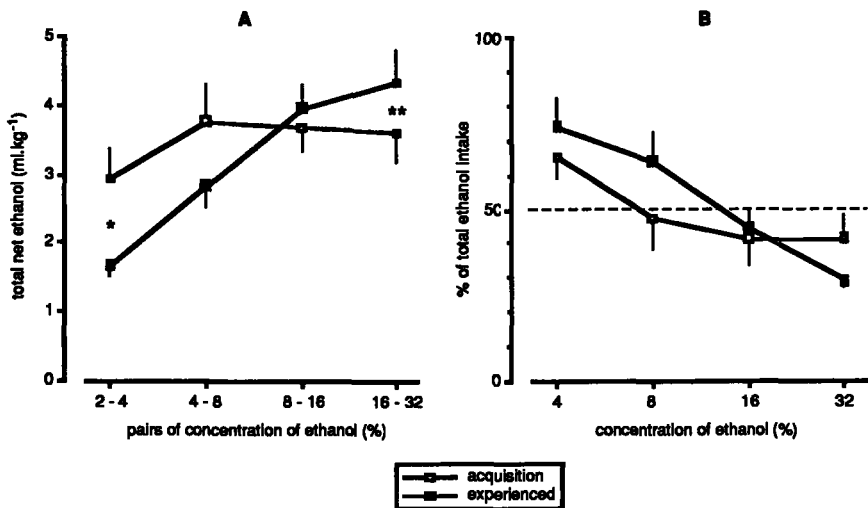 A
B
5
4
3
2
1
0
total net ethanol (ml.kg⁻¹)
*
**
2 - 4
4 - 8
8 - 16
16 - 32
pairs of concentration of ethanol (%)
100
50
0
% of total ethanol intake
4
8
16
32
concentration of ethanol (%)
acquisition
experienced